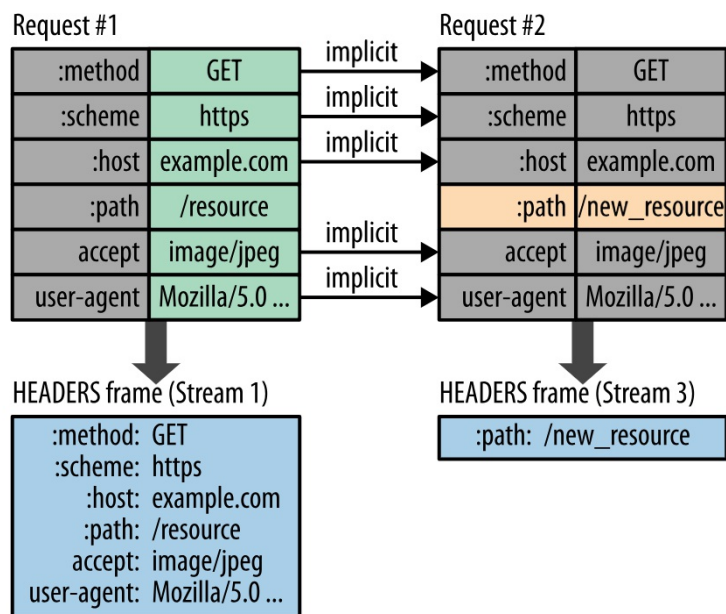 Request #1
:method GET
:scheme https
:host example.com
:path /resource
accept image/jpeg
user-agent Mozilla/5.0 ...
implicit
implicit
implicit
implicit
implicit
Request #2
:method GET
:scheme https
:host example.com
:path /new_resource
accept image/jpeg
user-agent Mozilla/5.0 ...
HEADERS frame (Stream 1)
:method: GET
:scheme: https
:host: example.com
:path: /resource
accept: image/jpeg
user-agent: Mozilla/5.0 ...
HEADERS frame (Stream 3)
:path: /new_resource